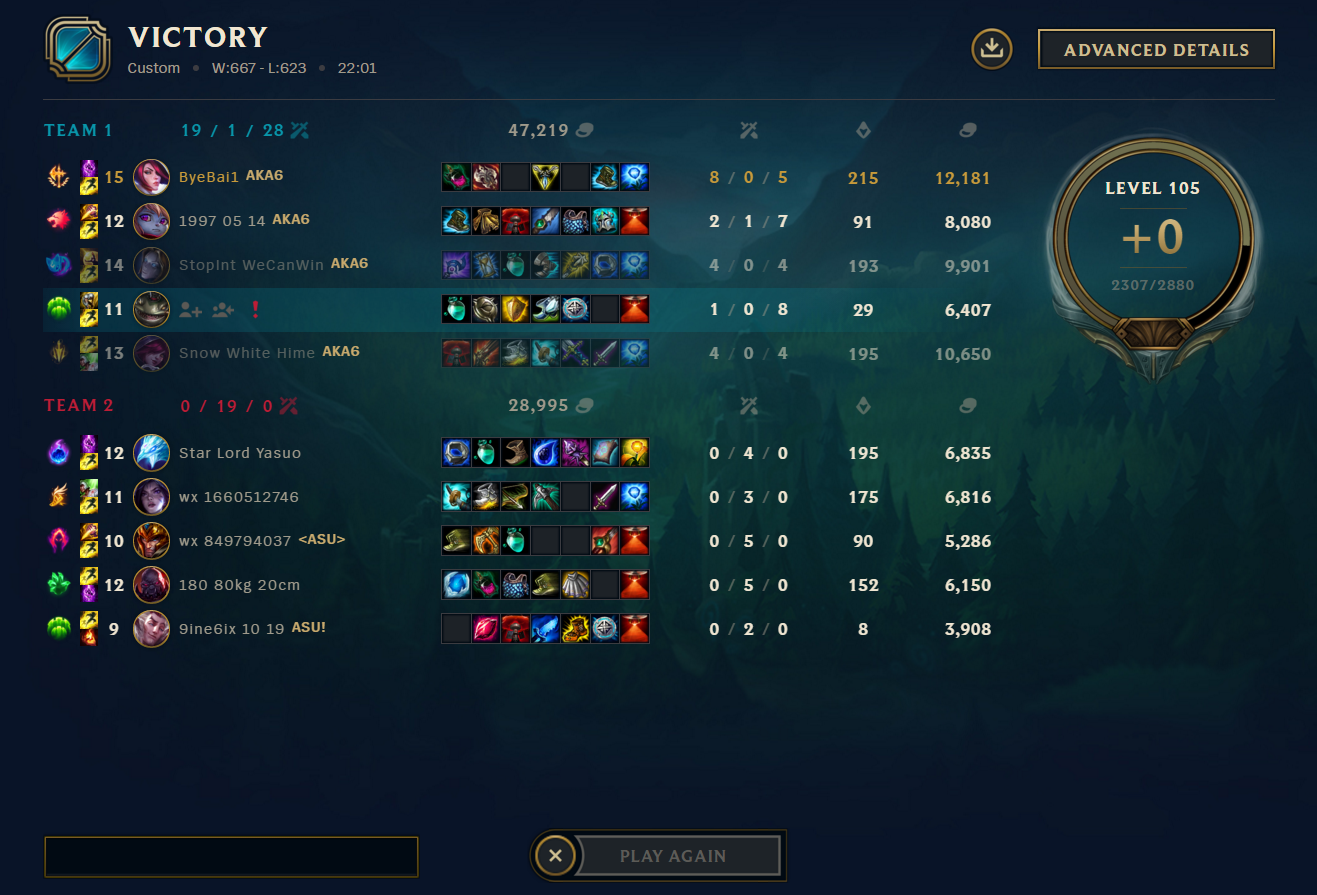 VICTORY
Custom • W:667 - L:623 • 22:01
ADVANCED DETAILS
TEAM 1 19 / 1 / 28 47,219
15 ByeBai1 AKA6 8 / 0 / 5 215 12,181
12 1997 05 14 AKA6 2 / 1 / 7 91 8,080
14 StopInt WeCanWin AKA6 4 / 0 / 4 193 9,901
11 ! 1 / 0 / 8 29 6,407
13 Snow White Hime AKA6 4 / 0 / 4 195 10,650
LEVEL 105
+0
2307/2880
TEAM 2 0 / 19 / 0 28,995
12 Star Lord Yasuo 0 / 4 / 0 195 6,835
11 wx 1660512746 0 / 3 / 0 175 6,816
10 wx 849794037 <ASU> 0 / 5 / 0 90 5,286
12 180 80kg 20cm 0 / 5 / 0 152 6,150
9 9ine6ix 10 19 ASU! 0 / 2 / 0 8 3,908
PLAY AGAIN